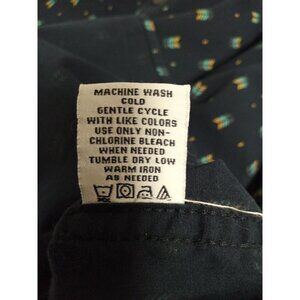 MACHINE WASH
COLD
GENTLE CYCLE
WITH LIKE COLORS
USE ONLY NON-
CHLORINE BLEACH
WHEN NEEDED
TUMBLE DRY LOW
WARM IRON
AS NEEDED